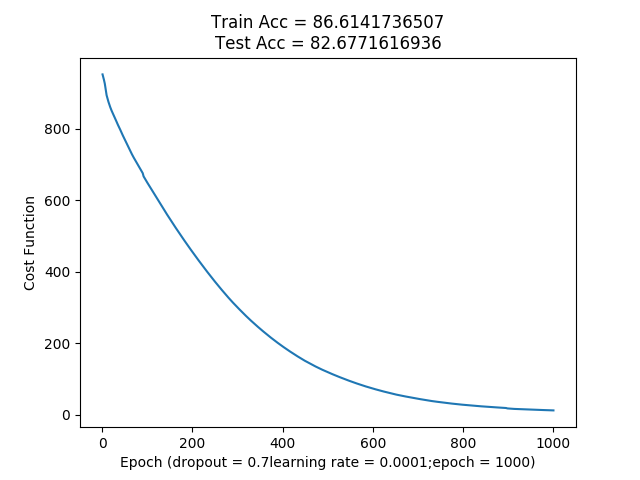 Train Acc = 86.6141736507
Test Acc = 82.6771616936
Cost Function
800
600
400
200
0
0 200 400 600 800 1000
Epoch (dropout = 0.7learning rate = 0.0001;epoch = 1000)